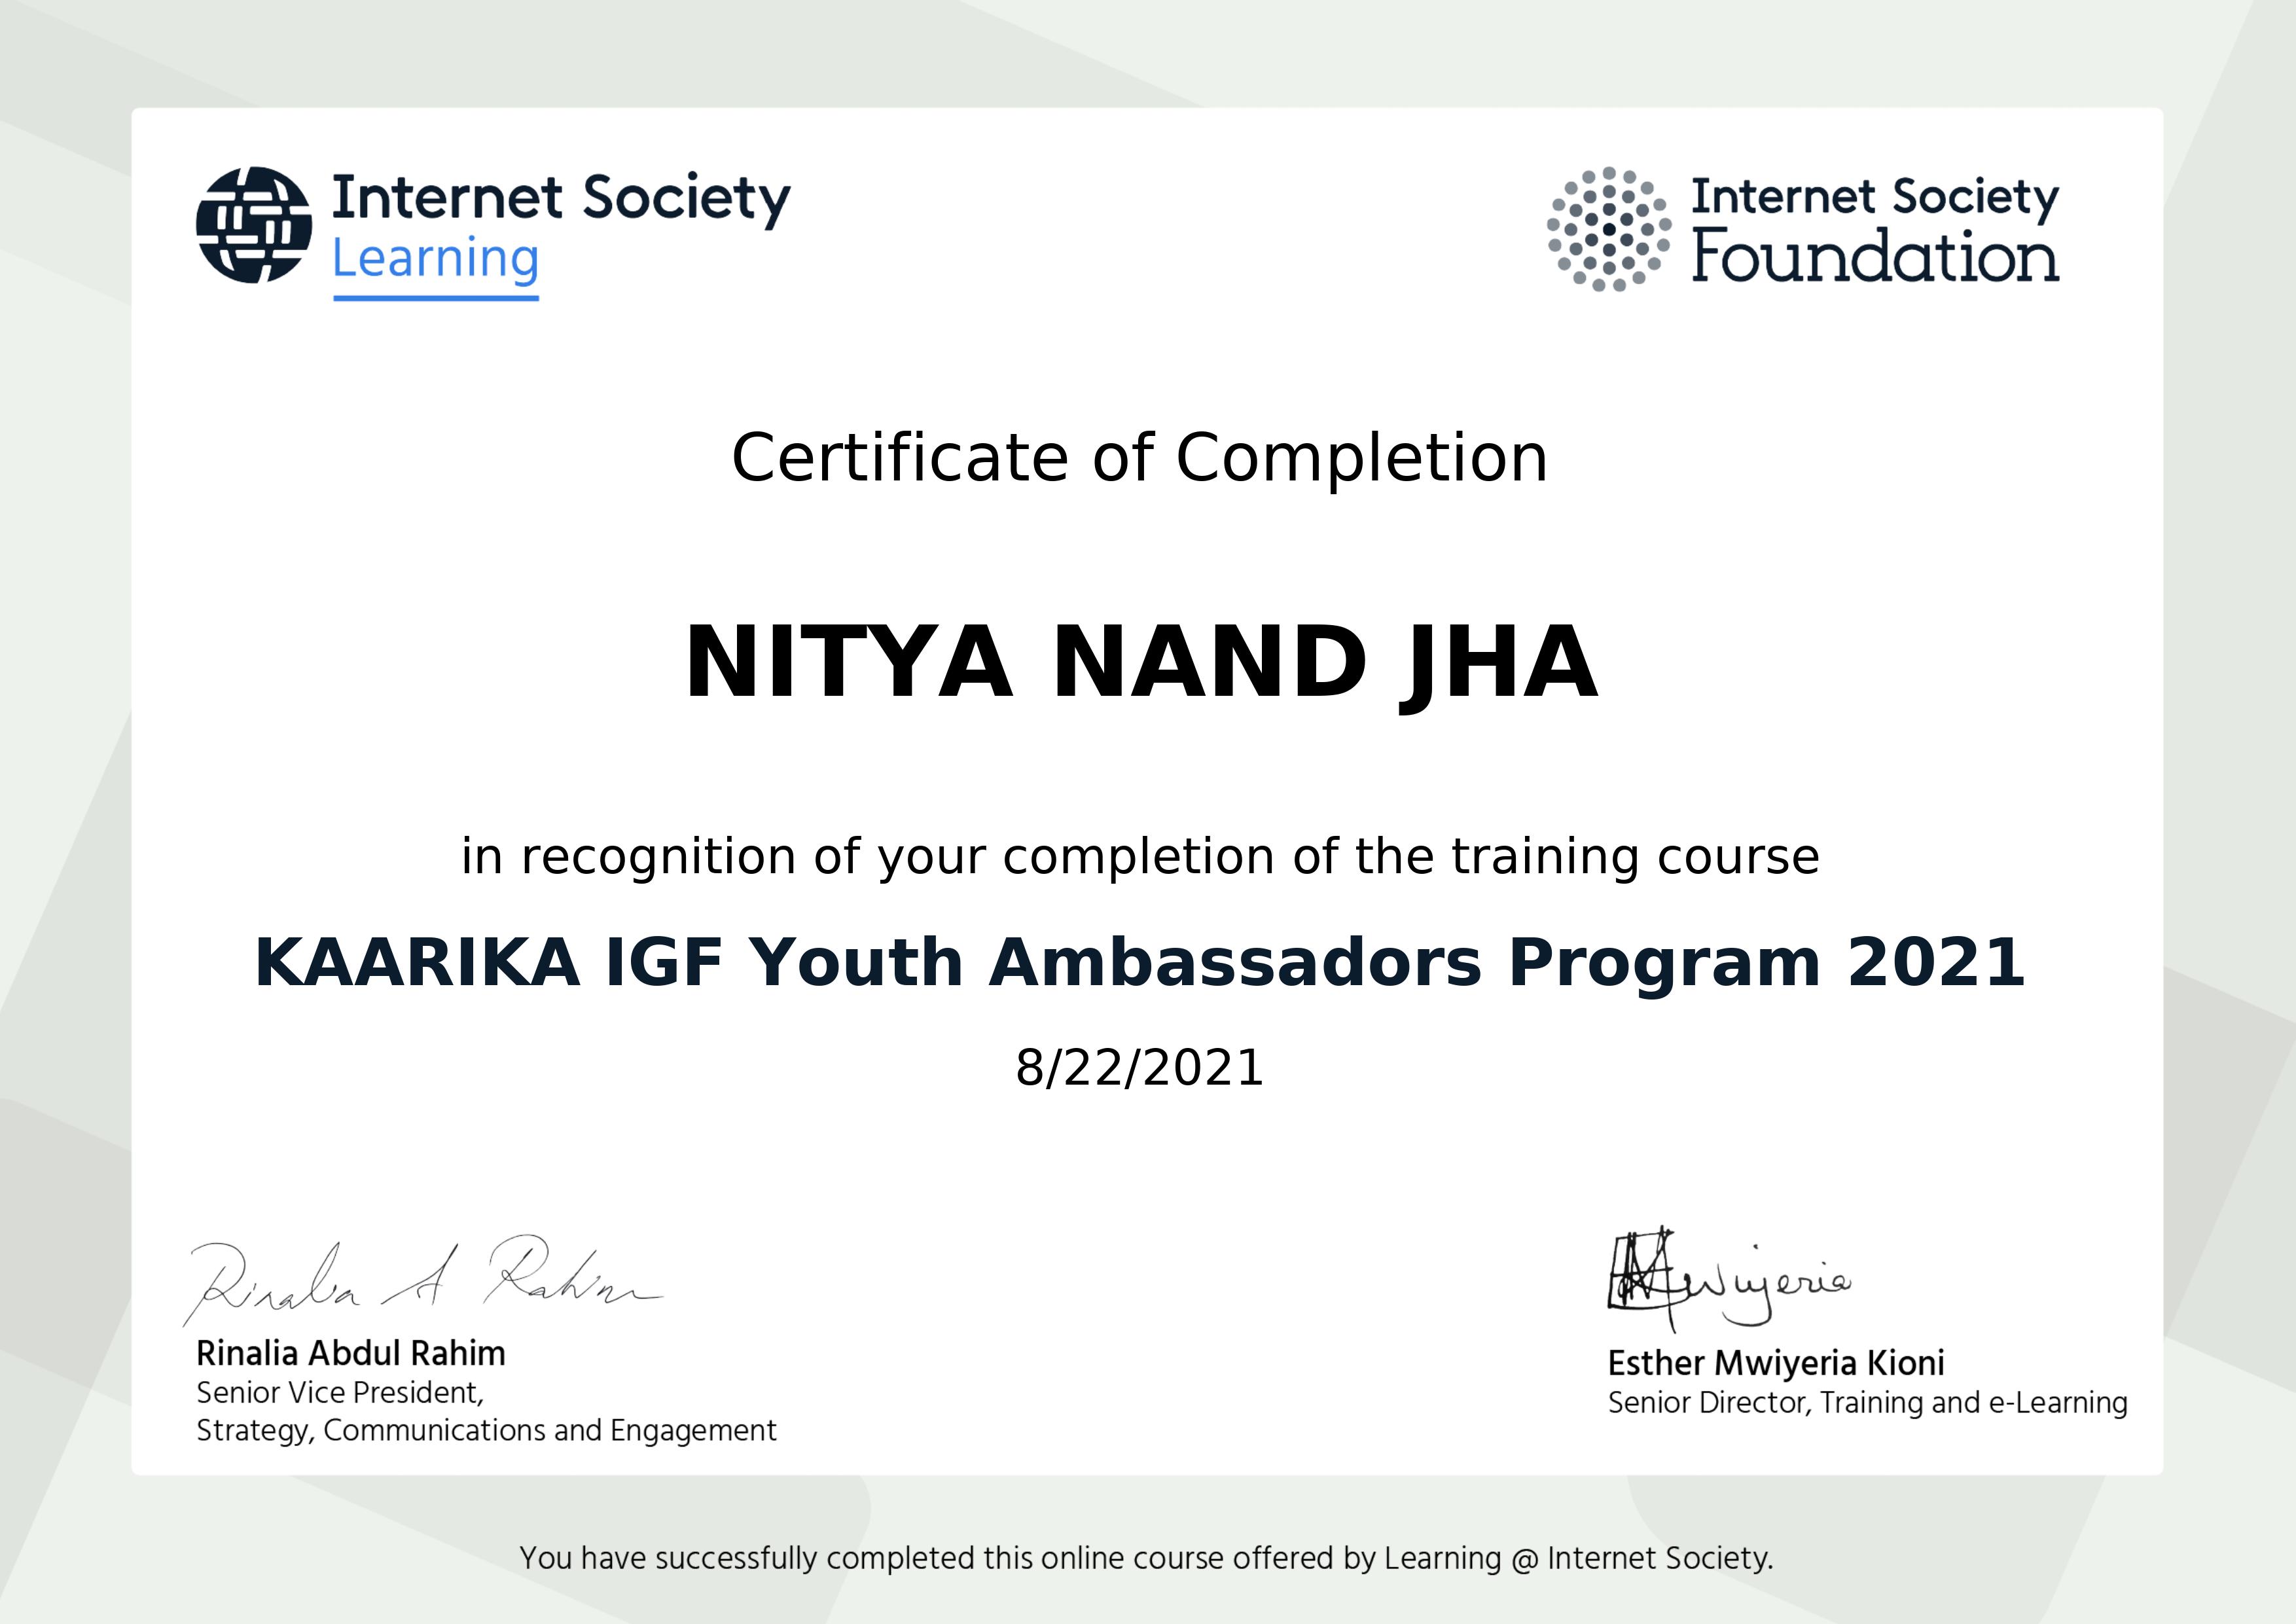 Internet Society
Learning
Internet Society
Foundation
Certificate of Completion
NITYA NAND JHA
in recognition of your completion of the training course
KAARIKA IGF Youth Ambassadors Program 2021
8/22/2021
Rinalia A Rahim
Rinalia Abdul Rahim
Senior Vice President,
Strategy, Communications and Engagement
Mwiyeria
Esther Mwiyeria Kioni
Senior Director, Training and e-Learning
You have successfully completed this online course offered by Learning @ Internet Society.